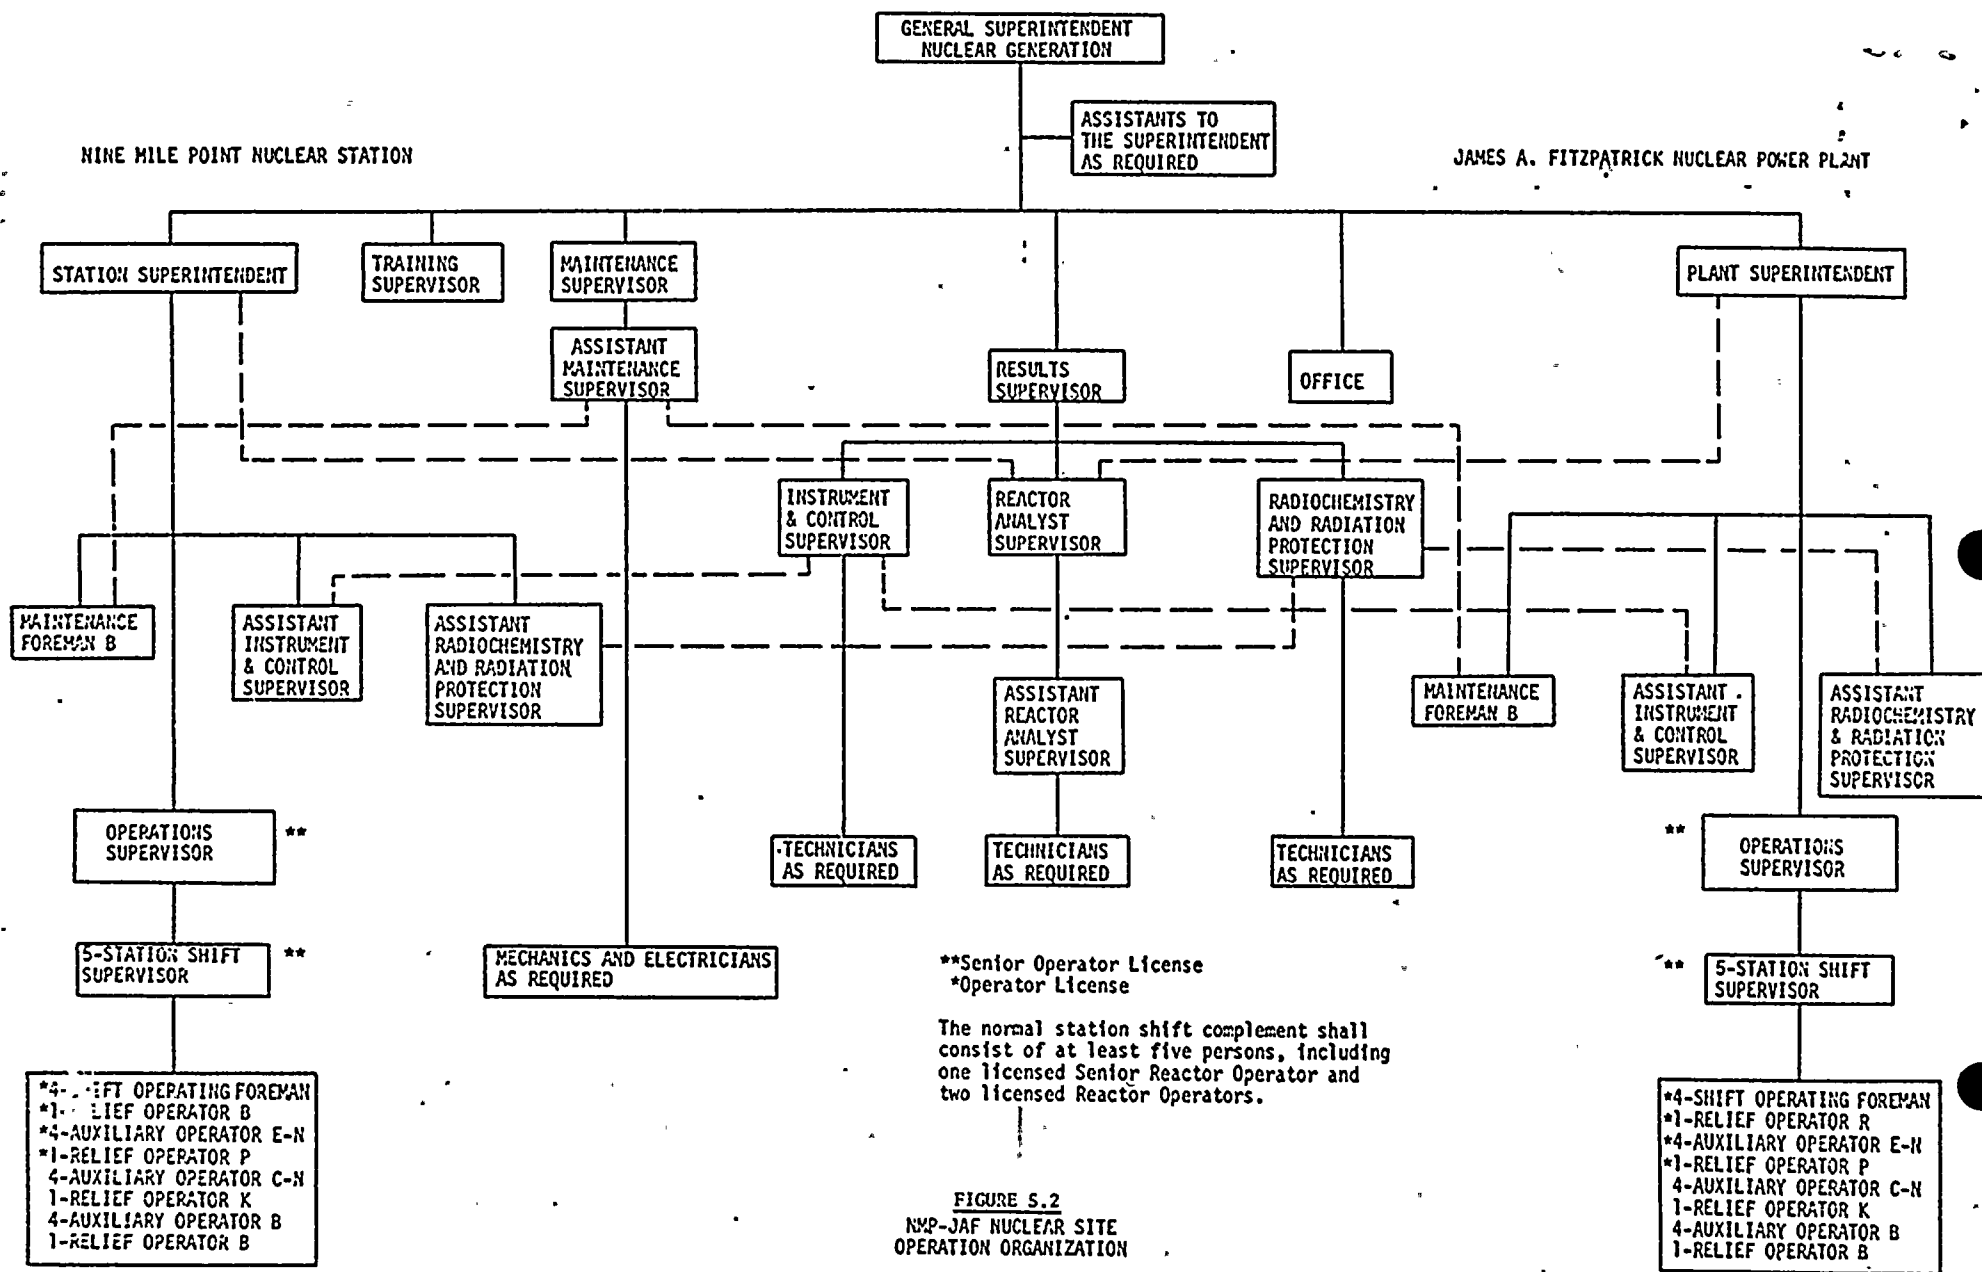 GENERAL SUPERINTENDENT
NUCLEAR GENERATION
ASSISTANTS TO
THE SUPERINTENDENT
AS REQUIRED
NINE MILE POINT NUCLEAR STATION
JAMES A. FITZPATRICK NUCLEAR POWER PLANT
STATION SUPERINTENDENT
TRAINING
SUPERVISOR
MAINTENANCE
SUPERVISOR
PLANT SUPERINTENDENT
ASSISTANT
MAINTENANCE
SUPERVISOR
RESULTS
SUPERVISOR
OFFICE
INSTRUMENT
& CONTROL
SUPERVISOR
REACTOR
ANALYST
SUPERVISOR
RADIOCHEMISTRY
AND RADIATION
PROTECTION
SUPERVISOR
MAINTENANCE
FOREMAN B
ASSISTANT
INSTRUMENT
& CONTROL
SUPERVISOR
ASSISTANT
RADIOCHEMISTRY
AND RADIATION
PROTECTION
SUPERVISOR
ASSISTANT
REACTOR
ANALYST
SUPERVISOR
MAINTENANCE
FOREMAN B
ASSISTANT
INSTRUMENT
& CONTROL
SUPERVISOR
ASSISTANT
RADIOCHEMISTRY
& RADIATION
PROTECTION
SUPERVISOR
OPERATIONS
SUPERVISOR
**
TECHNICIANS
AS REQUIRED
TECHNICIANS
AS REQUIRED
TECHNICIANS
AS REQUIRED
**
OPERATIONS
SUPERVISOR
5-STATION SHIFT
SUPERVISOR
**
MECHANICS AND ELECTRICIANS
AS REQUIRED
**Senior Operator License
*Operator License
**
5-STATION SHIFT
SUPERVISOR
The normal station shift complement shall
consist of at least five persons, including
one licensed Senior Reactor Operator and
two licensed Reactor Operators.
*4- OPERATING FOREMAN
*1- OPERATOR B
*4-AUXILIARY OPERATOR E-N
*1-RELIEF OPERATOR P
4-AUXILIARY OPERATOR C-N
1-RELIEF OPERATOR K
4-AUXILIARY OPERATOR B
1-RELIEF OPERATOR B
*4-SHIFT OPERATING FOREMAN
*1-RELIEF OPERATOR R
*4-AUXILIARY OPERATOR E-N
*1-RELIEF OPERATOR P
4-AUXILIARY OPERATOR C-N
1-RELIEF OPERATOR K
4-AUXILIARY OPERATOR B
1-RELIEF OPERATOR B
FIGURE 5.2
NMP-JAF NUCLEAR SITE
OPERATION ORGANIZATION